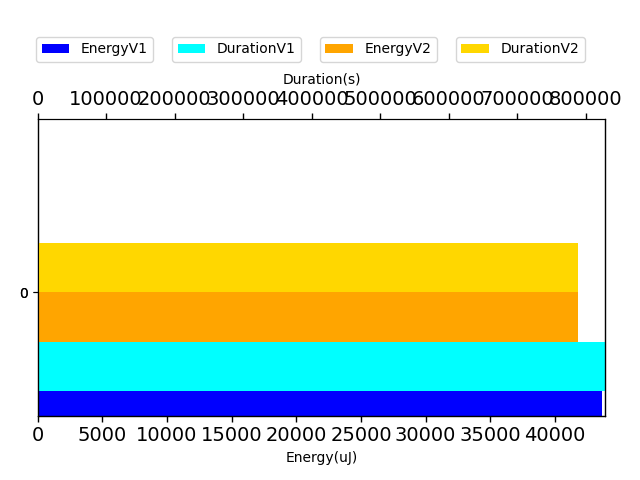 EnergyV1 DurationV1 EnergyV2 DurationV2
Duration(s)
0 100000 200000 300000 400000 500000 600000 700000 800000
0
0 5000 10000 15000 20000 25000 30000 35000 40000
Energy(uJ)